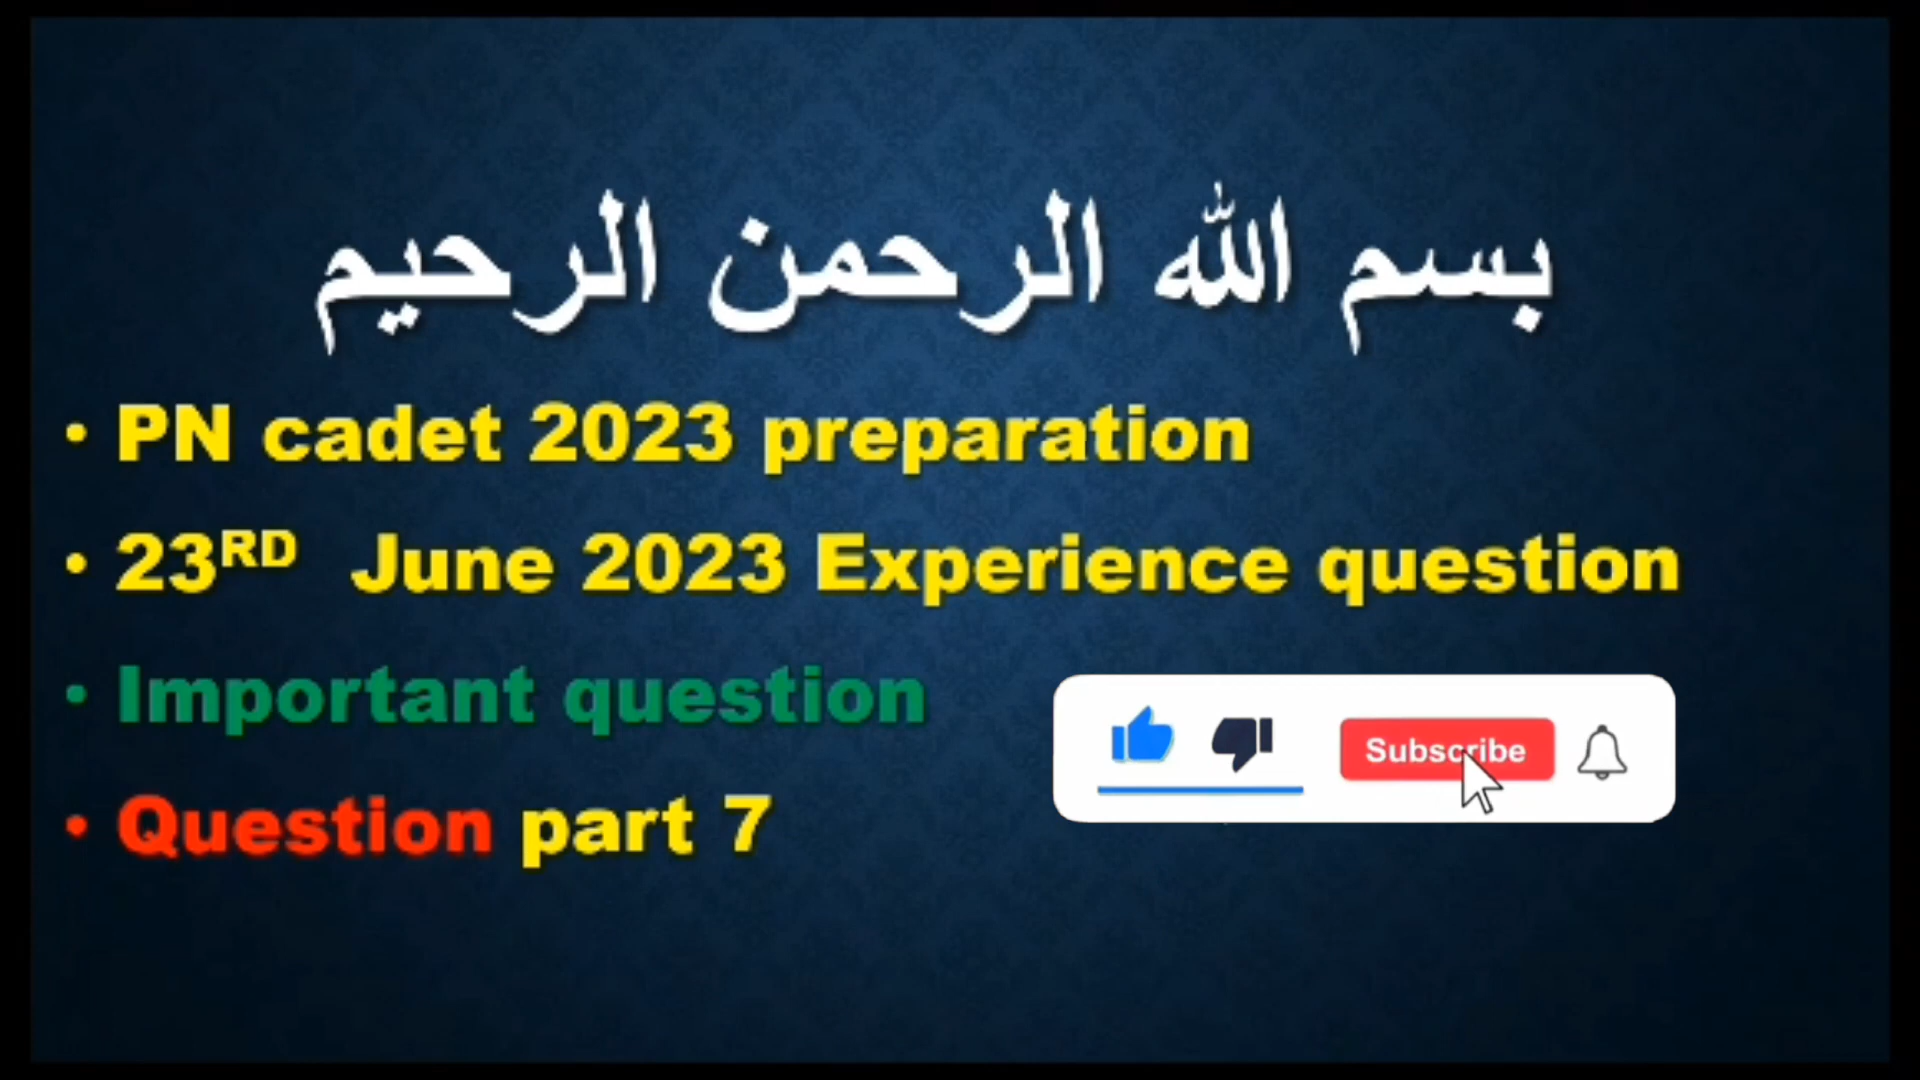 بسم الله الرحمن الرحيم
• PN cadet 2023 preparation
• 23RD June 2023 Experience question
• Important question
Subscribe
• Question part 7